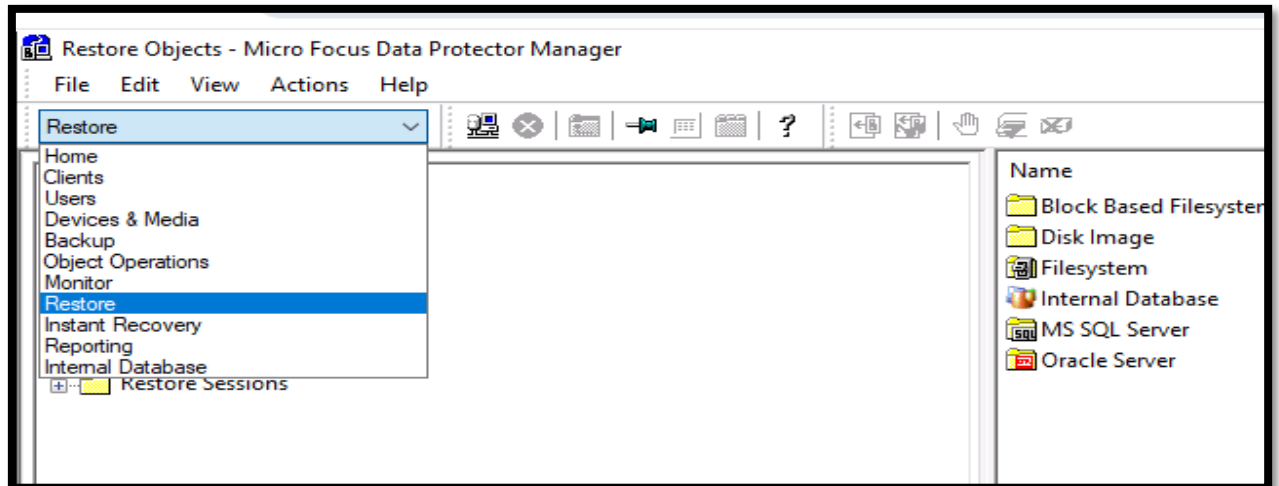 Restore Objects - Micro Focus Data Protector Manager
File Edit View Actions Help
Restore
Home
Clients
Users
Devices & Media
Backup
Object Operations
Monitor
Restore
Instant Recovery
Reporting
Internal Database
Restore Sessions
Name
Block Based Filesyster
Disk Image
Filesystem
Internal Database
MS SQL Server
Oracle Server